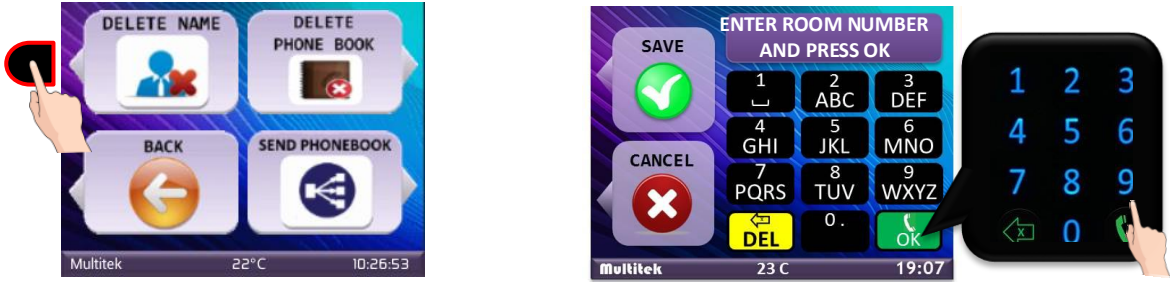 DELETE NAME
DELETE
PHONE BOOK
BACK
SEND PHONEBOOK
Multitek 22°C 10:26:53
ENTER ROOM NUMBER
AND PRESS OK
SAVE
CANCEL
1 2 3
ABC DEF
4 5 6
GHI JKL MNO
7 8 9
PQRS TUV WXYZ
0 .
DEL OK
Multitek 23 C 19:07
1 2 3
4 5 6
7 8 9
x 0